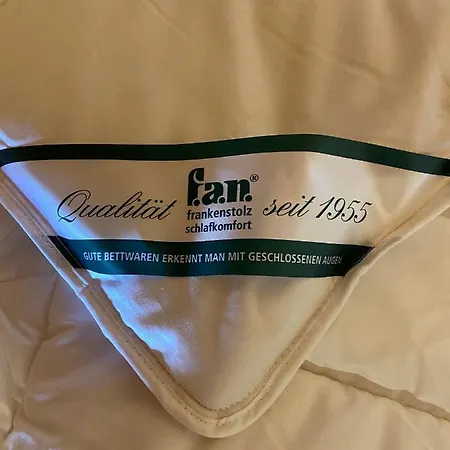 Qualität f.a.n.® seit 1955
frankenstolz
schlafkomfort
GUTE BETTWAREN ERKENNT MAN MIT GESCHLOSSENEN AUGEN